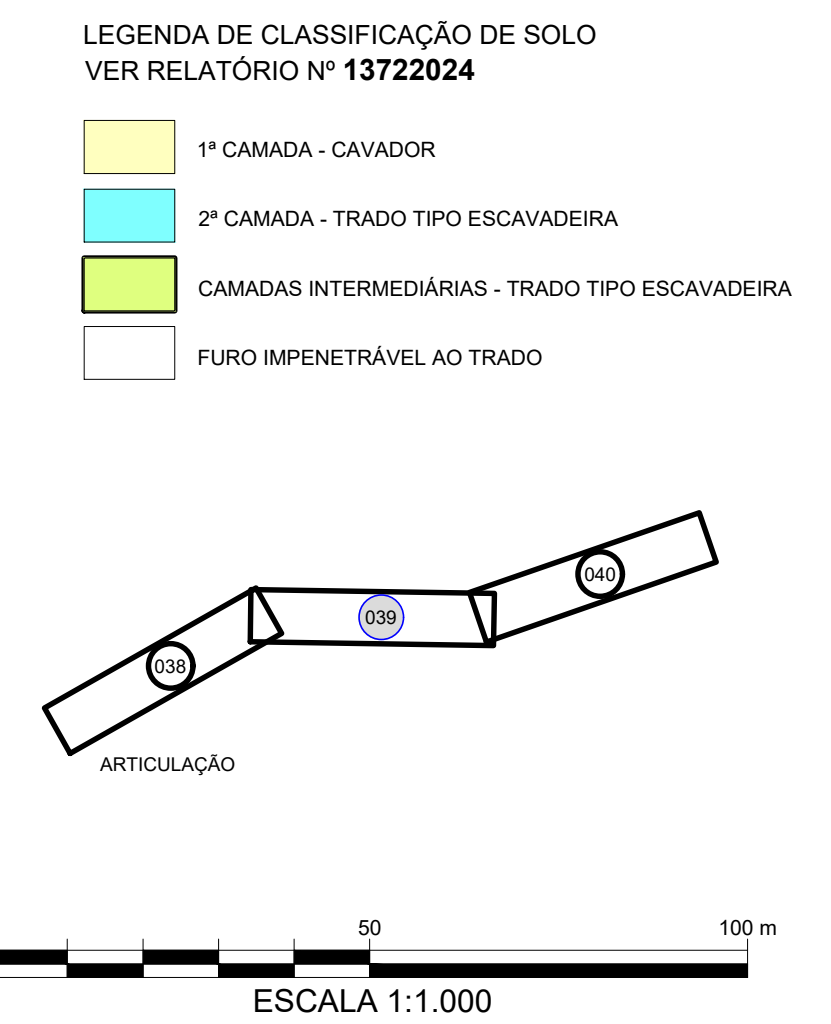 LEGENDA DE CLASSIFICAÇÃO DE SOLO
VER RELATÓRIO Nº 13722024
1ª CAMADA - CAVADOR
2ª CAMADA - TRADO TIPO ESCAVADEIRA
CAMADAS INTERMEDIÁRIAS - TRADO TIPO ESCAVADEIRA
FURO IMPENETRÁVEL AO TRADO
040
039
038
ARTICULAÇÃO
50 100 m
ESCALA 1:1.000